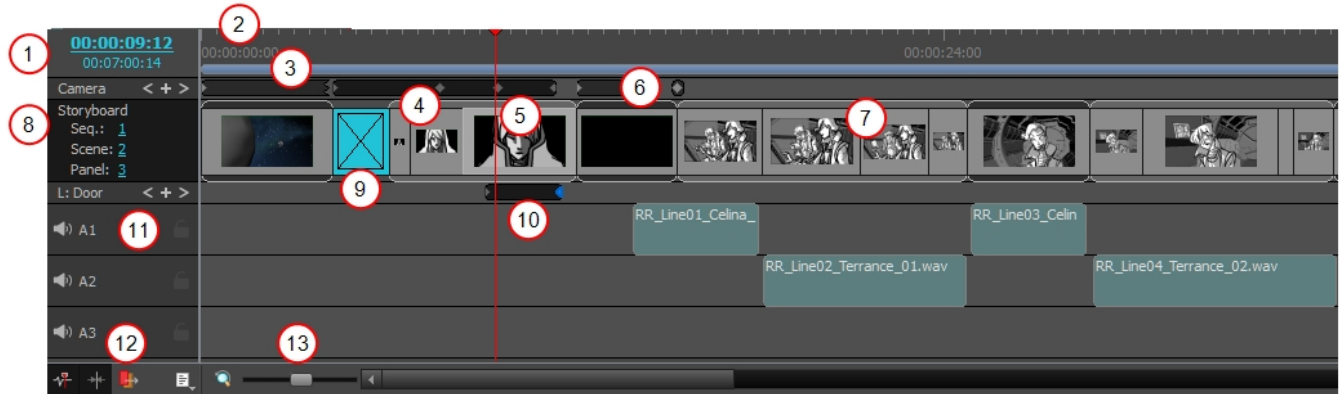 2
1
00:00:09:12
00:07:00:14
00:00:00:00
00:00:24:00
3
Camera < + >
6
4
5
7
8
Storyboard
Seq.: 1
Scene: 2
Panel: 3
9
L: Door < + >
10
11
A1
RR_Line01_Celina_
RR_Line03_Celin
A2
RR_Line02_Terrance_01.wav
RR_Line04_Terrance_02.wav
A3
12
13